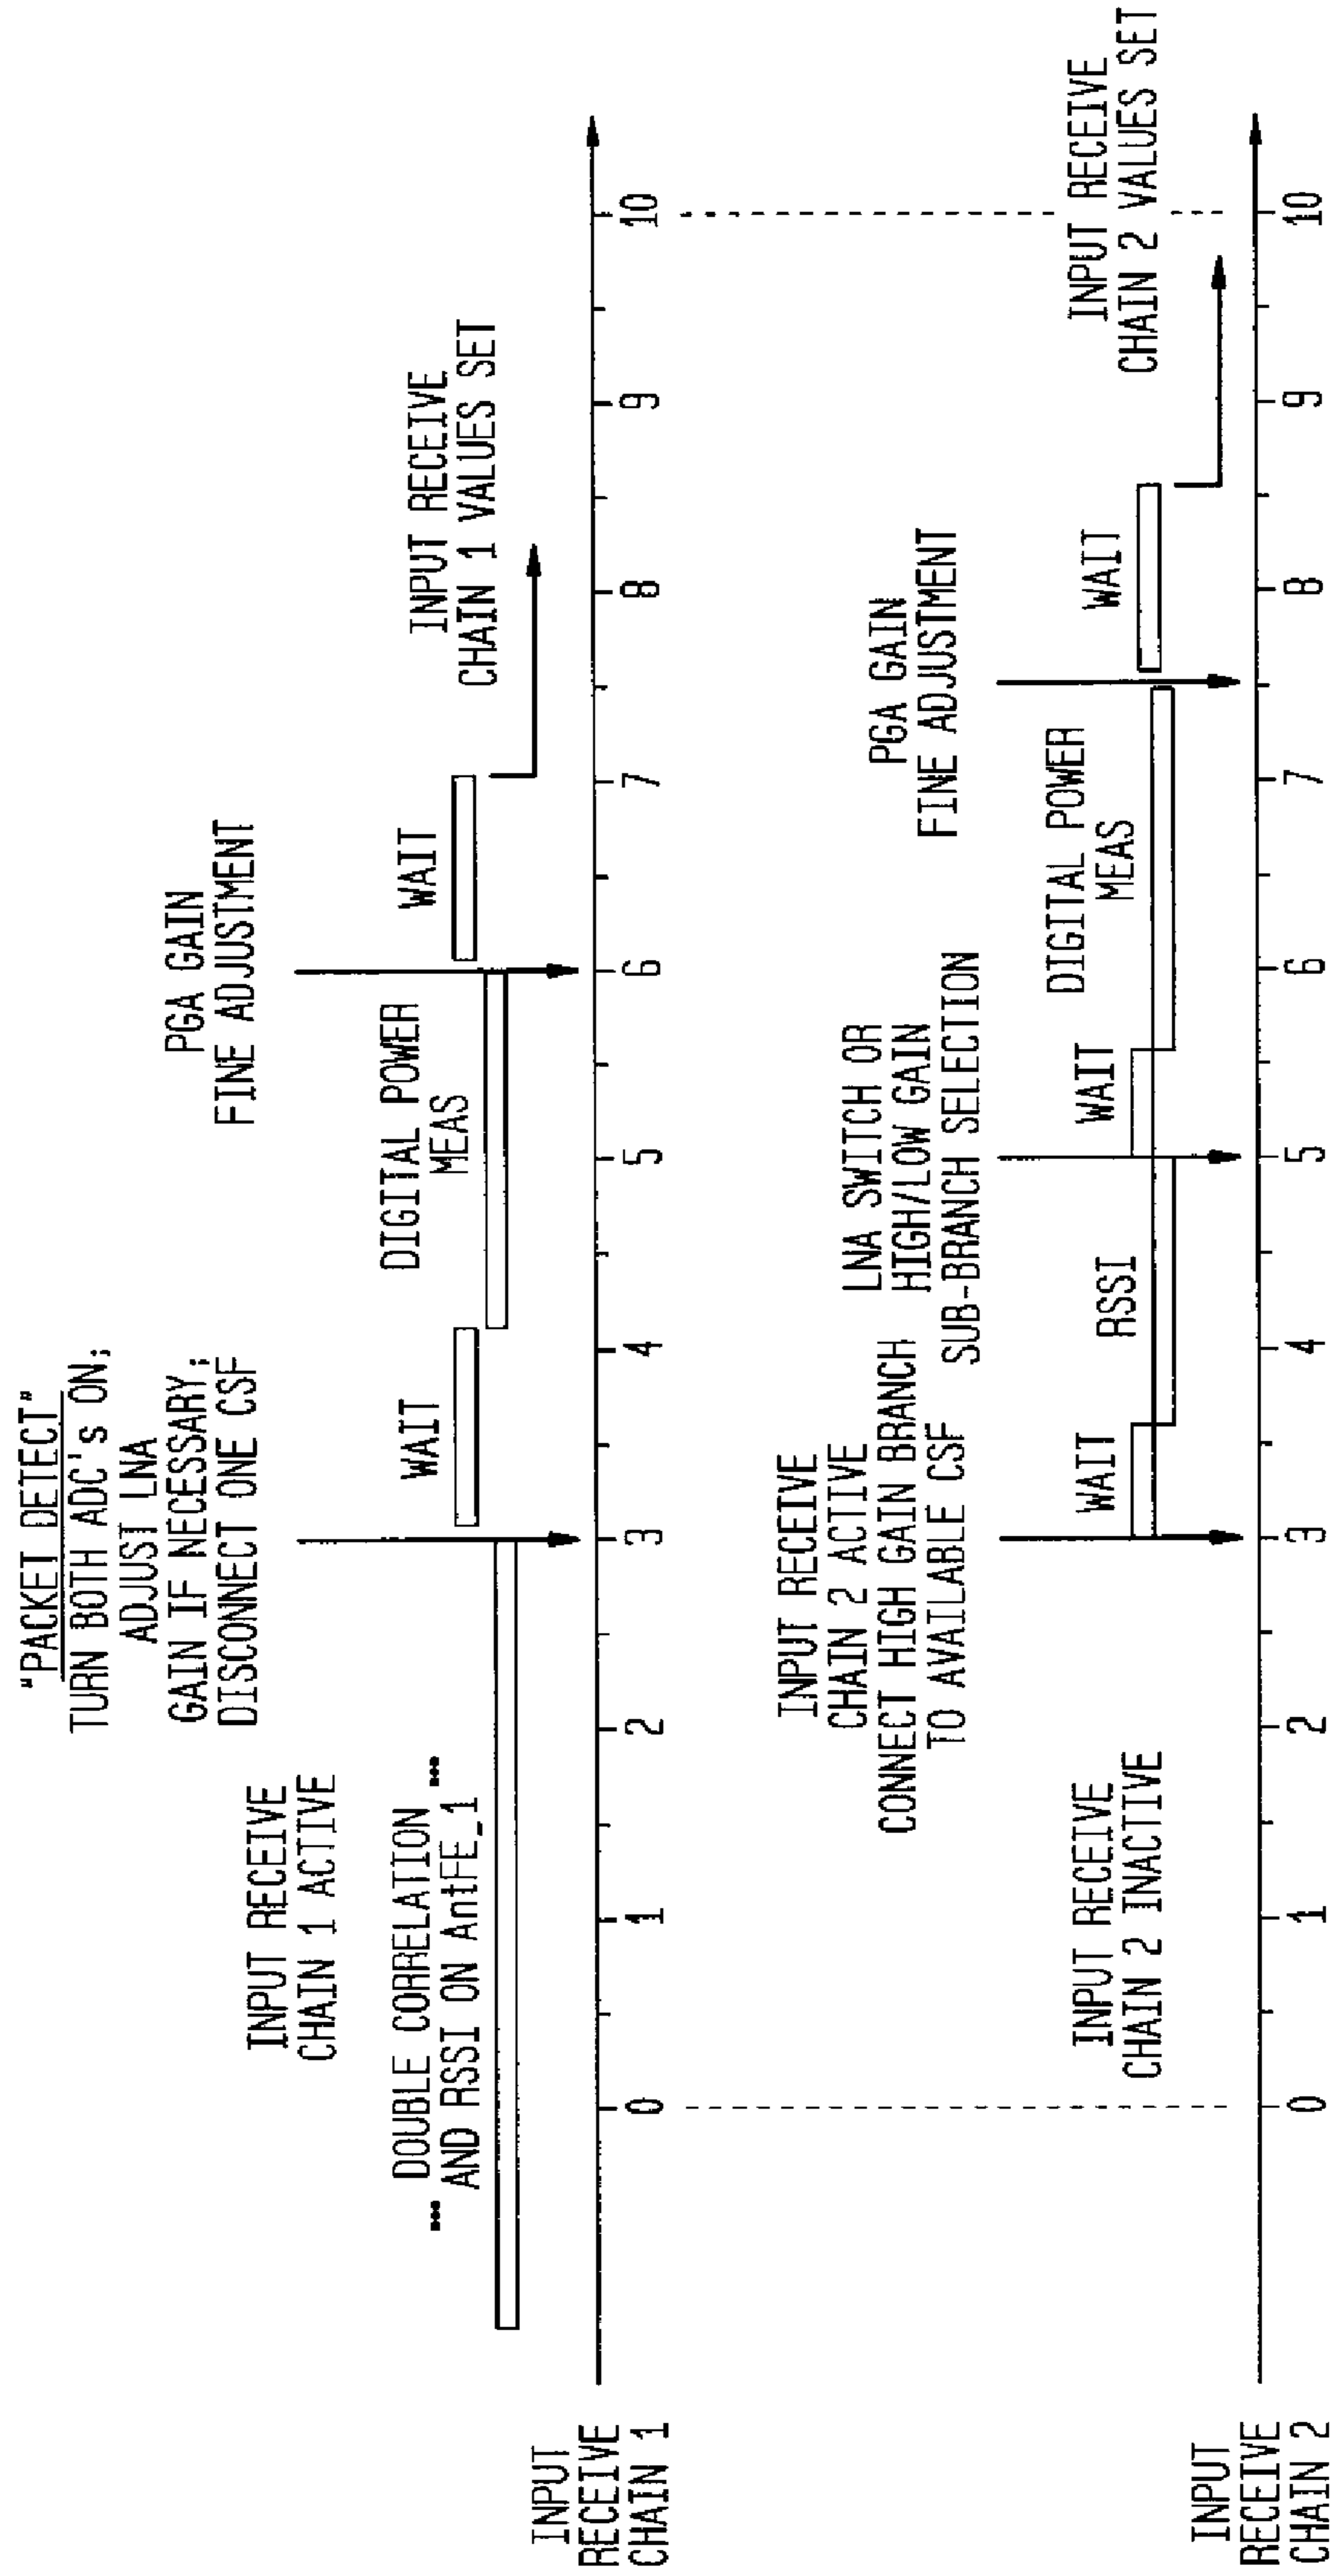 "PACKET DETECT"
TURN BOTH ADC's ON;
ADJUST LNA
GAIN IF NECESSARY;
DISCONNECT ONE CSF
PGA GAIN
FINE ADJUSTMENT
INPUT RECEIVE
CHAIN 1 ACTIVE
... DOUBLE CORRELATION ...
AND RSSI ON AntFE_1
WAIT
DIGITAL POWER
MEAS
WAIT
INPUT RECEIVE
CHAIN 1 VALUES SET
INPUT
RECEIVE
CHAIN 1
0 1 2 3 4 5 6 7 8 9 10
INPUT RECEIVE
CHAIN 2 ACTIVE
CONNECT HIGH GAIN BRANCH
TO AVAILABLE CSF
LNA SWITCH OR
HIGH/LOW GAIN
SUB-BRANCH SELECTION
PGA GAIN
FINE ADJUSTMENT
INPUT RECEIVE
CHAIN 2 INACTIVE
WAIT
RSSI
WAIT
DIGITAL POWER
MEAS
WAIT
INPUT RECEIVE
CHAIN 2 VALUES SET
INPUT
RECEIVE
CHAIN 2
0 1 2 3 4 5 6 7 8 9 10